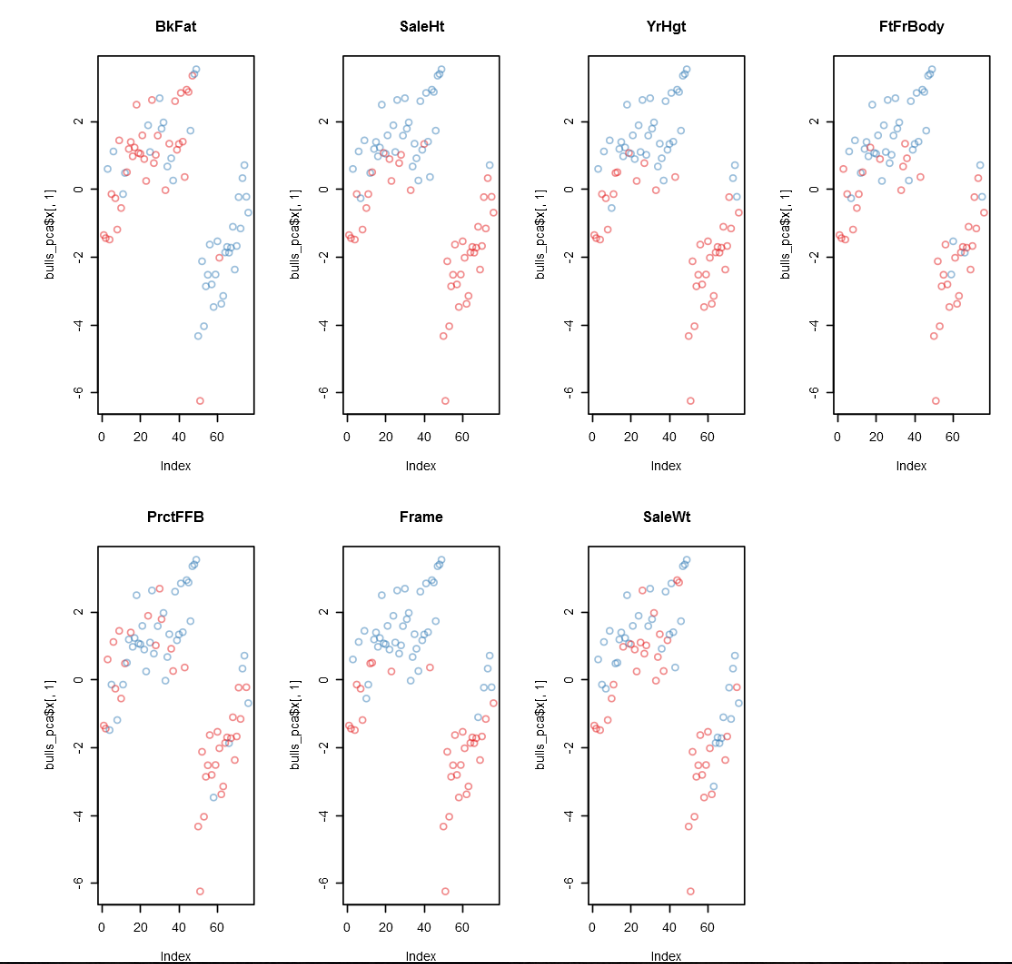 BkFat SaleHt YrHgt FtFrBody
bulls_pca$x[, 1] bulls_pca$x[, 1] bulls_pca$x[, 1] bulls_pca$x[, 1]
2 2 2 2
0 0 0 0
-2 -2 -2 -2
-4 -4 -4 -4
-6 -6 -6 -6
0 20 40 60 0 20 40 60 0 20 40 60 0 20 40 60
Index Index Index Index
PrctFFB Frame SaleWt
bulls_pca$x[, 1] bulls_pca$x[, 1] bulls_pca$x[, 1]
2 2 2
0 0 0
-2 -2 -2
-4 -4 -4
-6 -6 -6
0 20 40 60 0 20 40 60 0 20 40 60
Index Index Index